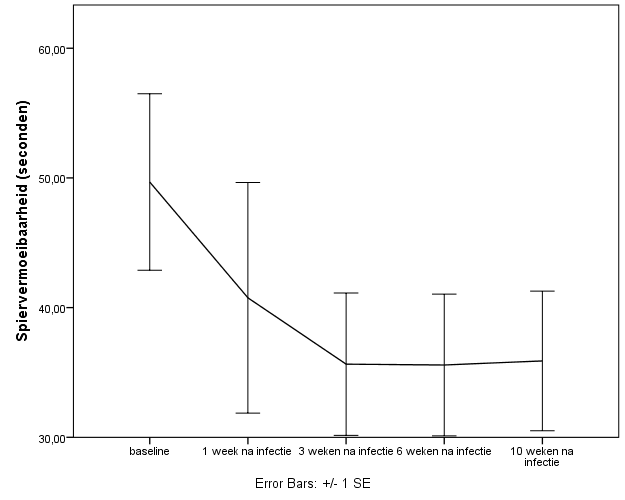 60,00
50,00
40,00
30,00
Spiervermoeibaarheid (seconden)
baseline
1 week na infectie
3 weken na infectie
6 weken na infectie
10 weken na
infectie
Error Bars: +/- 1 SE